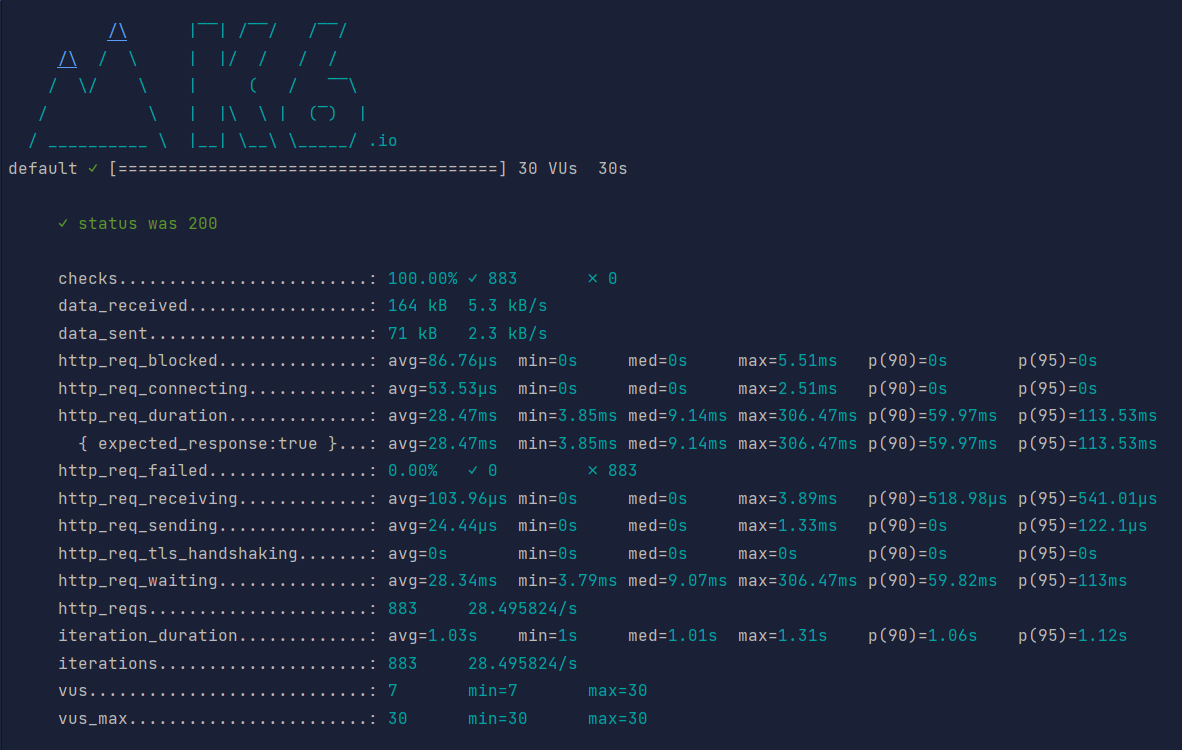 /\      |‾‾| /‾‾/   /‾‾/
    /\  /  \     |  |/  /   /  /
   /  \/    \    |     (   /   ‾‾\
  /          \   |  |\  \ |  (‾)  |
 / __________ \  |__| \__\ \_____/ .io
default ✓ [======================================] 30 VUs  30s
✓ status was 200
checks.........................: 100.00% ✓ 883       ✗ 0
data_received..................: 164 kB  5.3 kB/s
data_sent......................: 71 kB   2.3 kB/s
http_req_blocked...............: avg=86.76µs  min=0s     med=0s     max=5.51ms   p(90)=0s       p(95)=0s
http_req_connecting............: avg=53.53µs  min=0s     med=0s     max=2.51ms   p(90)=0s       p(95)=0s
http_req_duration..............: avg=28.47ms  min=3.85ms med=9.14ms max=306.47ms p(90)=59.97ms  p(95)=113.53ms
{ expected_response:true }...: avg=28.47ms  min=3.85ms med=9.14ms max=306.47ms p(90)=59.97ms  p(95)=113.53ms
http_req_failed................: 0.00%   ✓ 0         ✗ 883
http_req_receiving.............: avg=103.96µs min=0s     med=0s     max=3.89ms   p(90)=518.98µs p(95)=541.01µs
http_req_sending...............: avg=24.44µs  min=0s     med=0s     max=1.33ms   p(90)=0s       p(95)=122.1µs
http_req_tls_handshaking.......: avg=0s       min=0s     med=0s     max=0s       p(90)=0s       p(95)=0s
http_req_waiting...............: avg=28.34ms  min=3.79ms med=9.07ms max=306.47ms p(90)=59.82ms  p(95)=113ms
http_reqs......................: 883     28.495824/s
iteration_duration.............: avg=1.03s    min=1s     med=1.01s  max=1.31s    p(90)=1.06s    p(95)=1.12s
iterations.....................: 883     28.495824/s
vus............................: 7       min=7       max=30
vus_max........................: 30      min=30      max=30